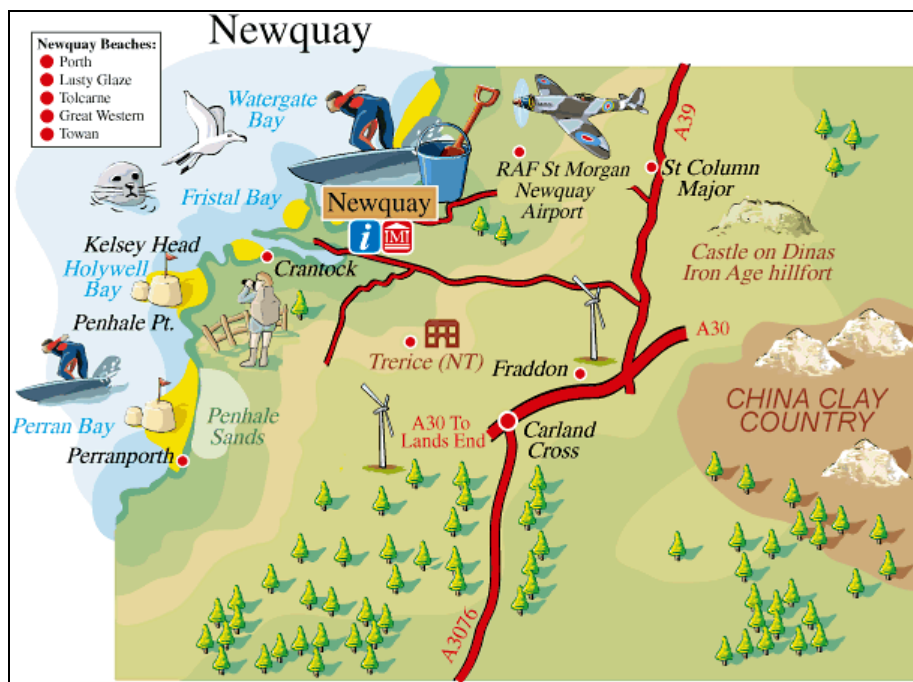 Newquay
Newquay Beaches:
Porth
Lusty Glaze
Tolcarne
Great Western
Towan
Watergate
Bay
A39
RAF St Morgan
Newquay
Airport
St Column
Major
Fristal Bay
Newquay
i
Kelsey Head
Holywell
Bay
Crantock
Castle on Dinas
Iron Age hillfort
Penhale Pt.
A30
Trerice (NT)
Fraddon
CHINA CLAY
COUNTRY
Perran Bay
Penhale
Sands
A30 To
Lands End
Carland
Cross
Perranporth
A3076